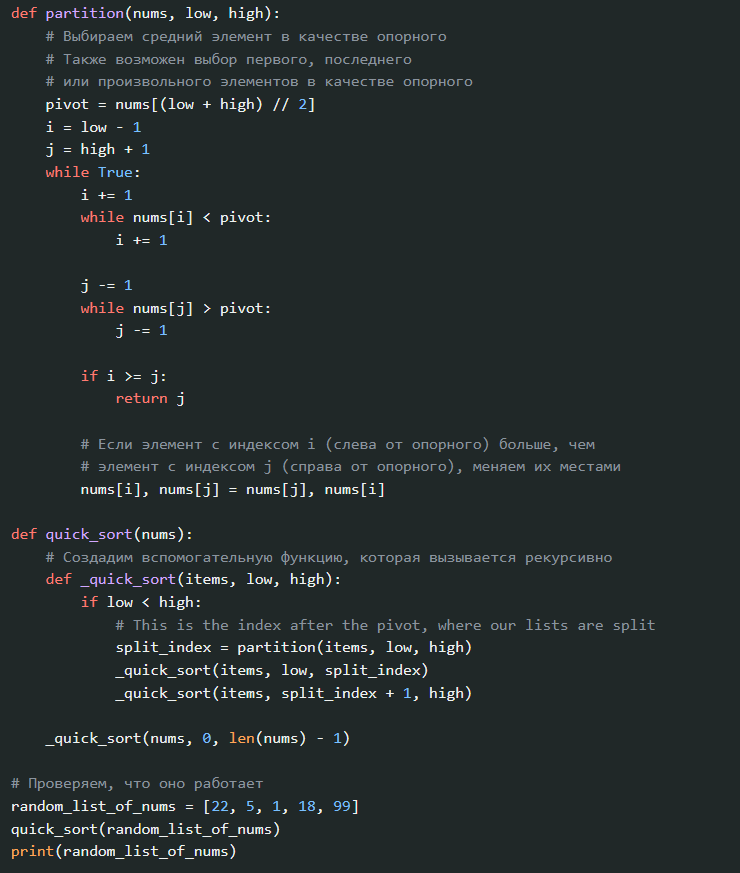 def partition(nums, low, high):
    # Выбираем средний элемент в качестве опорного
    # Также возможен выбор первого, последнего
    # или произвольного элементов в качестве опорного
    pivot = nums[(low + high) // 2]
    i = low - 1
    j = high + 1
    while True:
        i += 1
        while nums[i] < pivot:
            i += 1

        j -= 1
        while nums[j] > pivot:
            j -= 1

        if i >= j:
            return j

        # Если элемент с индексом i (слева от опорного) больше, чем
        # элемент с индексом j (справа от опорного), меняем их местами
        nums[i], nums[j] = nums[j], nums[i]

def quick_sort(nums):
    # Создадим вспомогательную функцию, которая вызывается рекурсивно
    def _quick_sort(items, low, high):
        if low < high:
            # This is the index after the pivot, where our lists are split
            split_index = partition(items, low, high)
            _quick_sort(items, low, split_index)
            _quick_sort(items, split_index + 1, high)

    _quick_sort(nums, 0, len(nums) - 1)

# Проверяем, что оно работает
random_list_of_nums = [22, 5, 1, 18, 99]
quick_sort(random_list_of_nums)
print(random_list_of_nums)